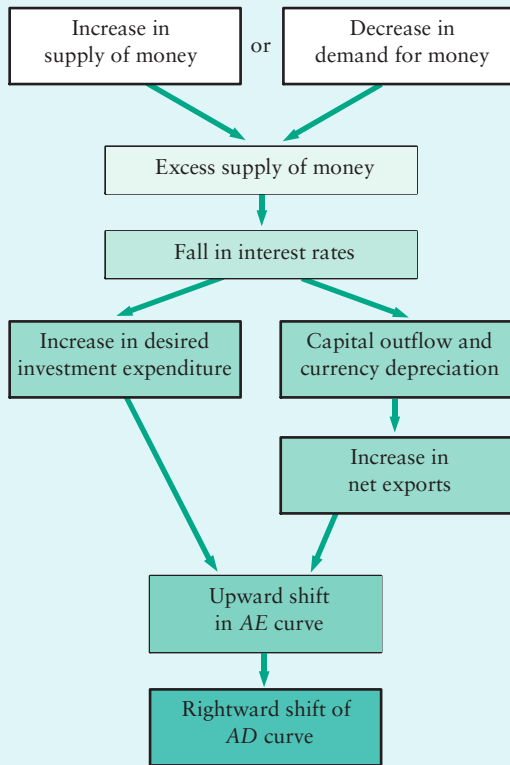 Increase in
supply of money
or
Decrease in
demand for money
Excess supply of money
Fall in interest rates
Increase in desired
investment expenditure
Capital outflow and
currency depreciation
Increase in
net exports
Upward shift
in AE curve
Rightward shift of
AD curve